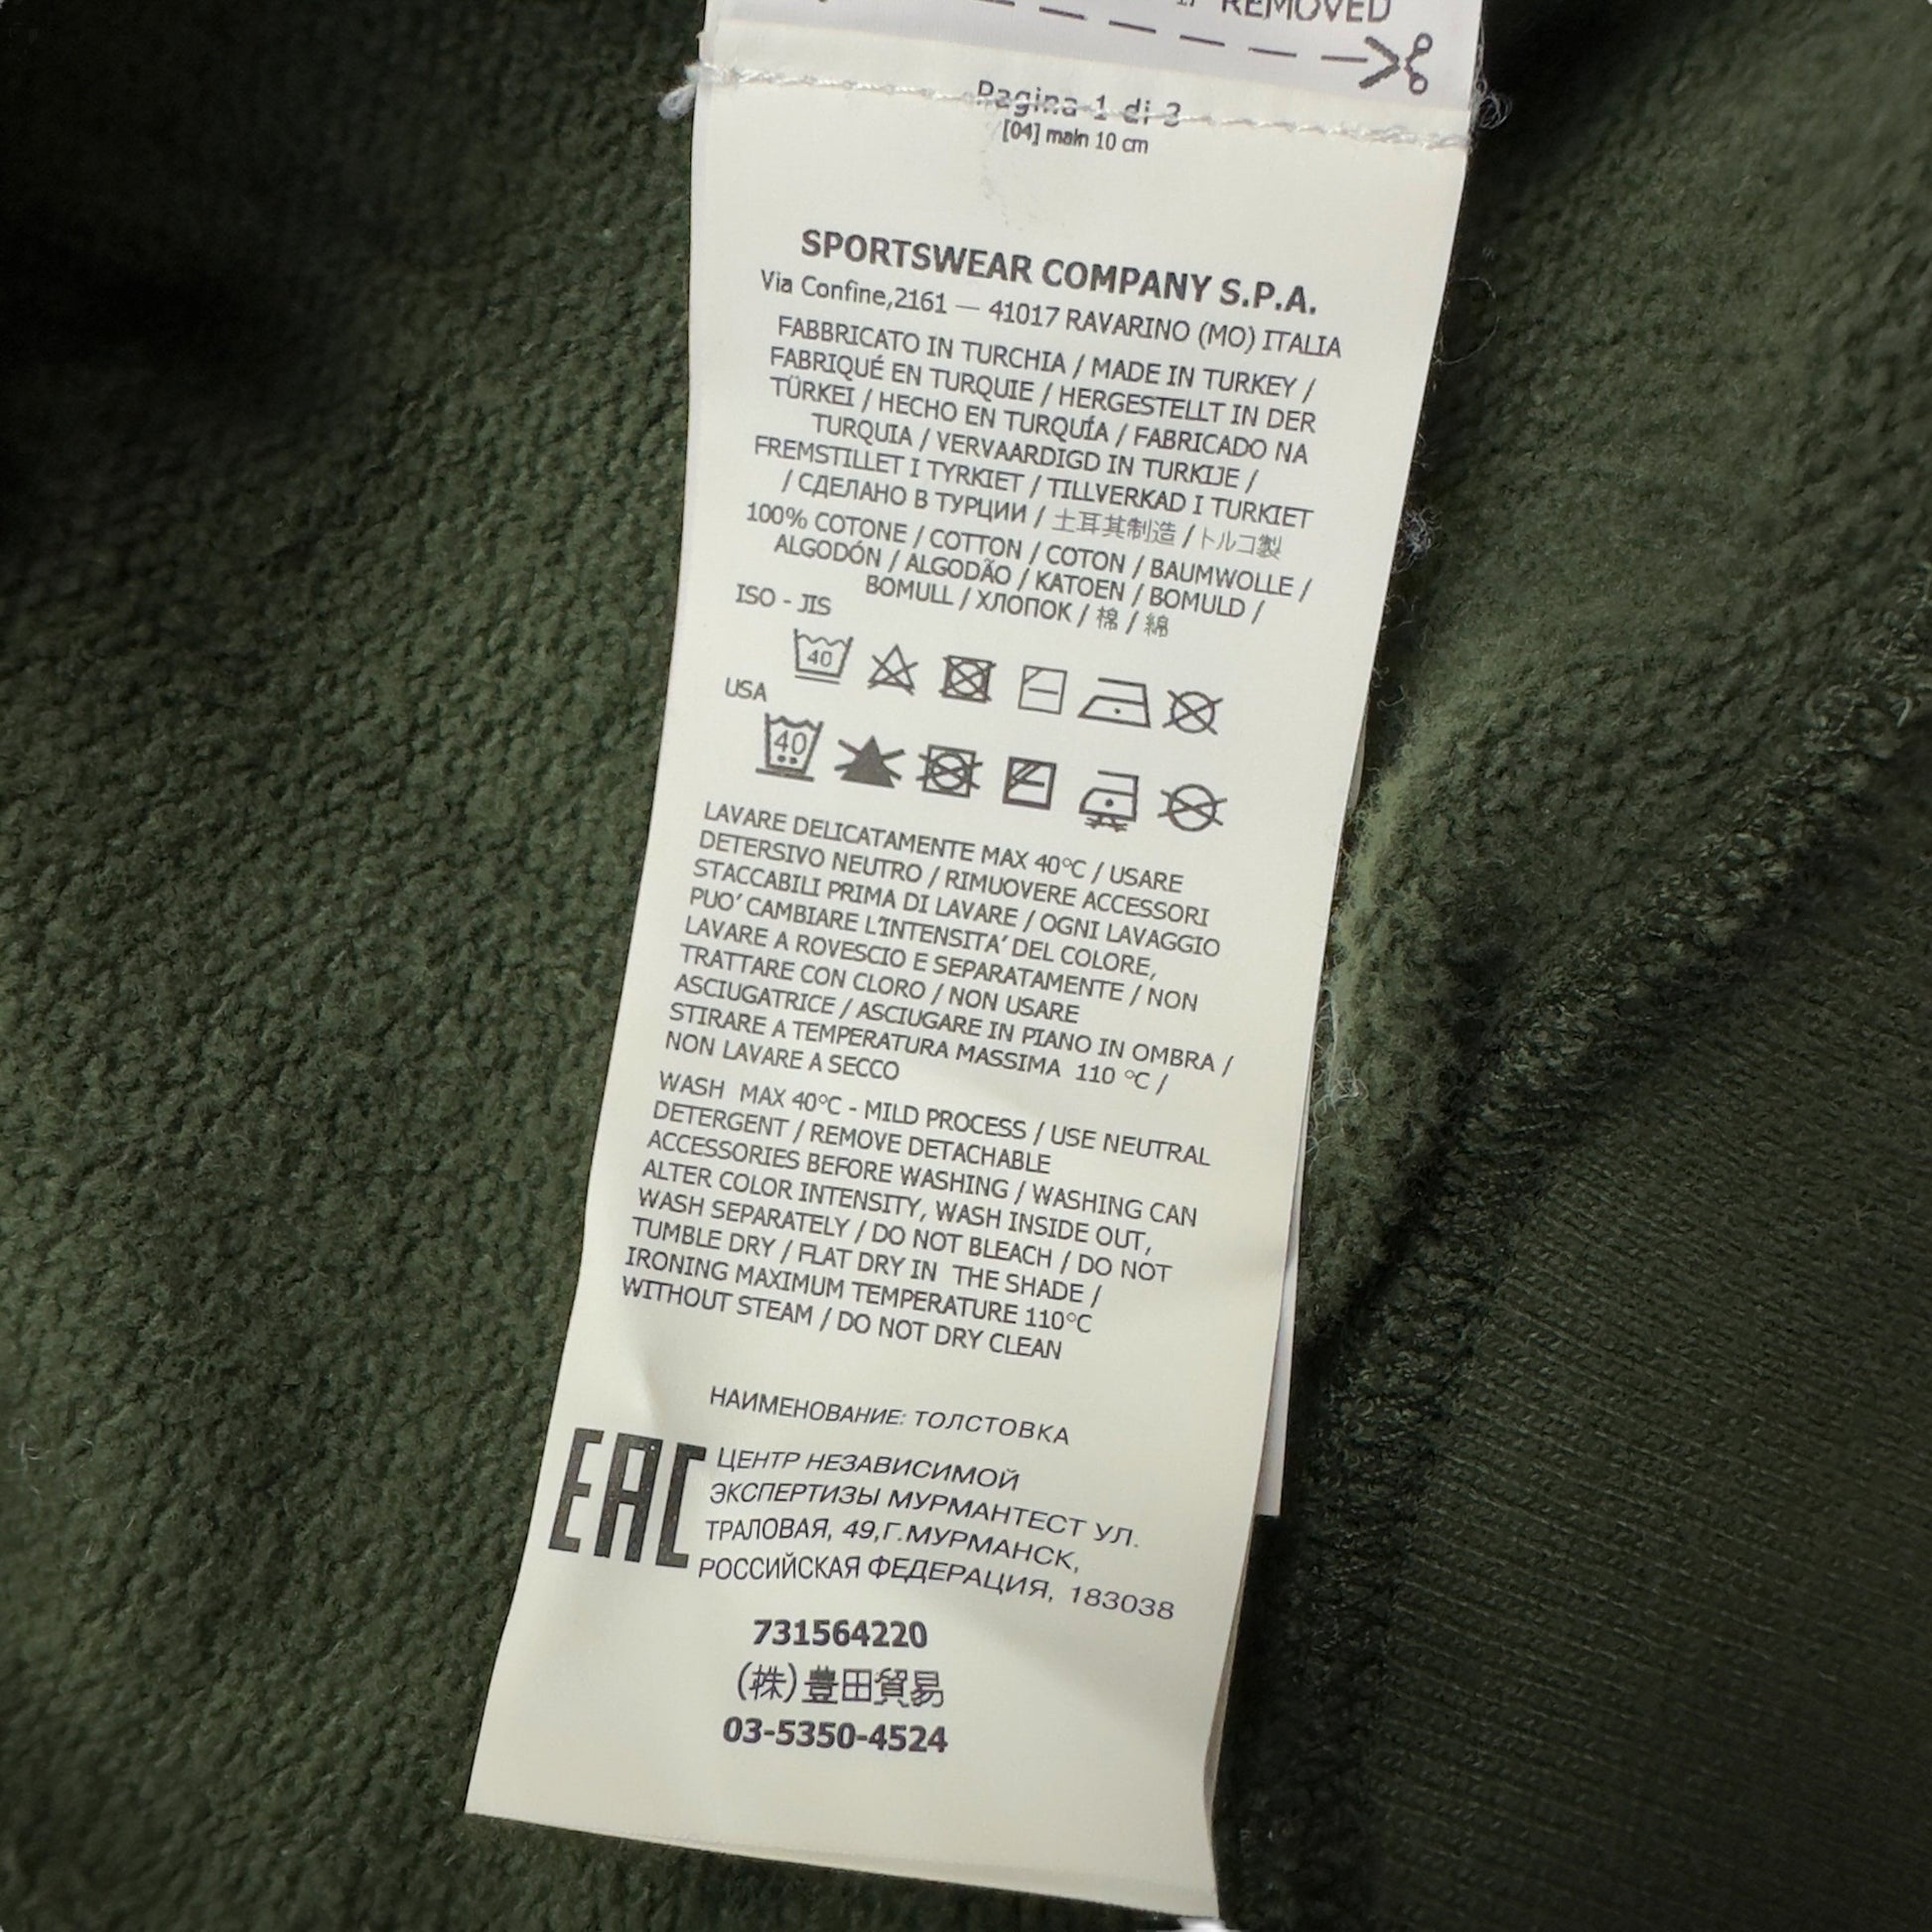 IF REMOVED
Pagina 1 di 3
[04] main 10 cm
SPORTSWEAR COMPANY S.P.A.
Via Confine,2161 — 41017 RAVARINO (MO) ITALIA
FABBRICATO IN TURCHIA / MADE IN TURKEY /
FABRIQUÉ EN TURQUIE / HERGESTELLT IN DER
TÜRKEI / HECHO EN TURQUÍA / FABRICADO NA
TURQUIA / VERVAARDIGD IN TURKIJE /
FREMSTILLET I TYRKIET / TILLVERKAD I TURKIET
/ СДЕЛАНО В ТУРЦИИ / 土耳其制造 / トルコ製
100% COTONE / COTTON / COTON / BAUMWOLLE /
ALGODÓN / ALGODÃO / KATOEN / BOMULD /
BOMULL / ХЛОПОК / 棉 / 綿
ISO - JIS
40
USA
40
LAVARE DELICATAMENTE MAX 40°C / USARE
DETERSIVO NEUTRO / RIMUOVERE ACCESSORI
STACCABILI PRIMA DI LAVARE / OGNI LAVAGGIO
PUO' CAMBIARE L'INTENSITA' DEL COLORE,
LAVARE A ROVESCIO E SEPARATAMENTE / NON
TRATTARE CON CLORO / NON USARE
ASCIUGATRICE / ASCIUGARE IN PIANO IN OMBRA /
STIRARE A TEMPERATURA MASSIMA 110 °C /
NON LAVARE A SECCO
WASH MAX 40°C - MILD PROCESS / USE NEUTRAL
DETERGENT / REMOVE DETACHABLE
ACCESSORIES BEFORE WASHING / WASHING CAN
ALTER COLOR INTENSITY, WASH INSIDE OUT,
WASH SEPARATELY / DO NOT BLEACH / DO NOT
TUMBLE DRY / FLAT DRY IN THE SHADE /
IRONING MAXIMUM TEMPERATURE 110°C
WITHOUT STEAM / DO NOT DRY CLEAN
НАИМЕНОВАНИЕ: ТОЛСТОВКА
EAC
ЦЕНТР НЕЗАВИСИМОЙ
ЭКСПЕРТИЗЫ МУРМАНТЕСТ УЛ.
ТРАЛОВАЯ, 49,Г.МУРМАНСК,
РОССИЙСКАЯ ФЕДЕРАЦИЯ, 183038
731564220
(株)豊田貿易
03-5350-4524